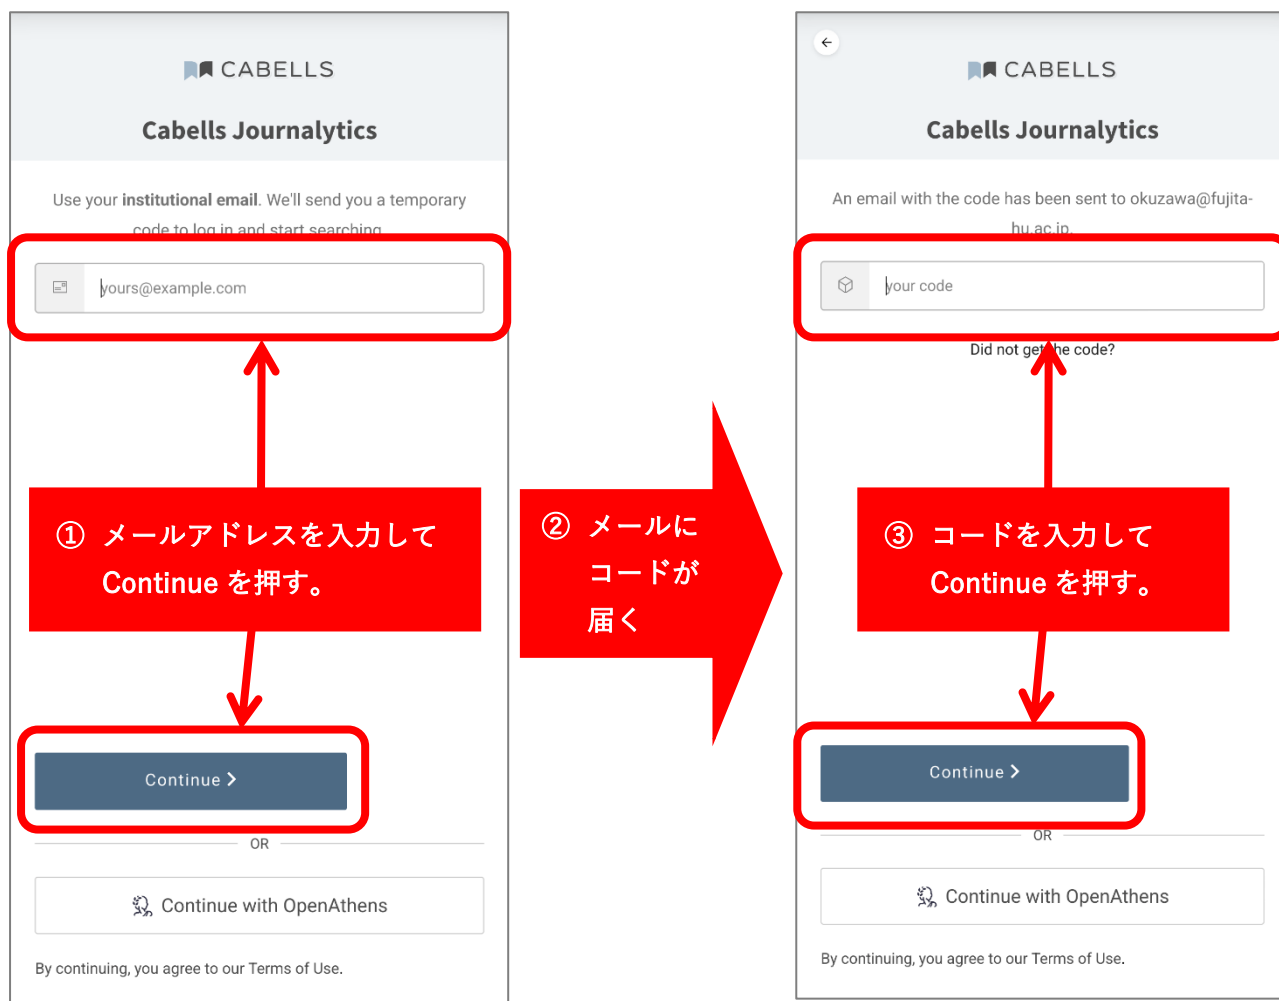 CABELLS
Cabells Journalytics
Use your institutional email. We'll send you a temporary
code to log in and start searching.
yours@example.com
① メールアドレスを入力して
Continue を押す。
Continue
OR
Continue with OpenAthens
By continuing, you agree to our Terms of Use.
② メールに
コードが
届く
CABELLS
Cabells Journalytics
An email with the code has been sent to okuzawa@fujita-
hu.ac.jp.
your code
Did not get the code?
③ コードを入力して
Continue を押す。
Continue
OR
Continue with OpenAthens
By continuing, you agree to our Terms of Use.